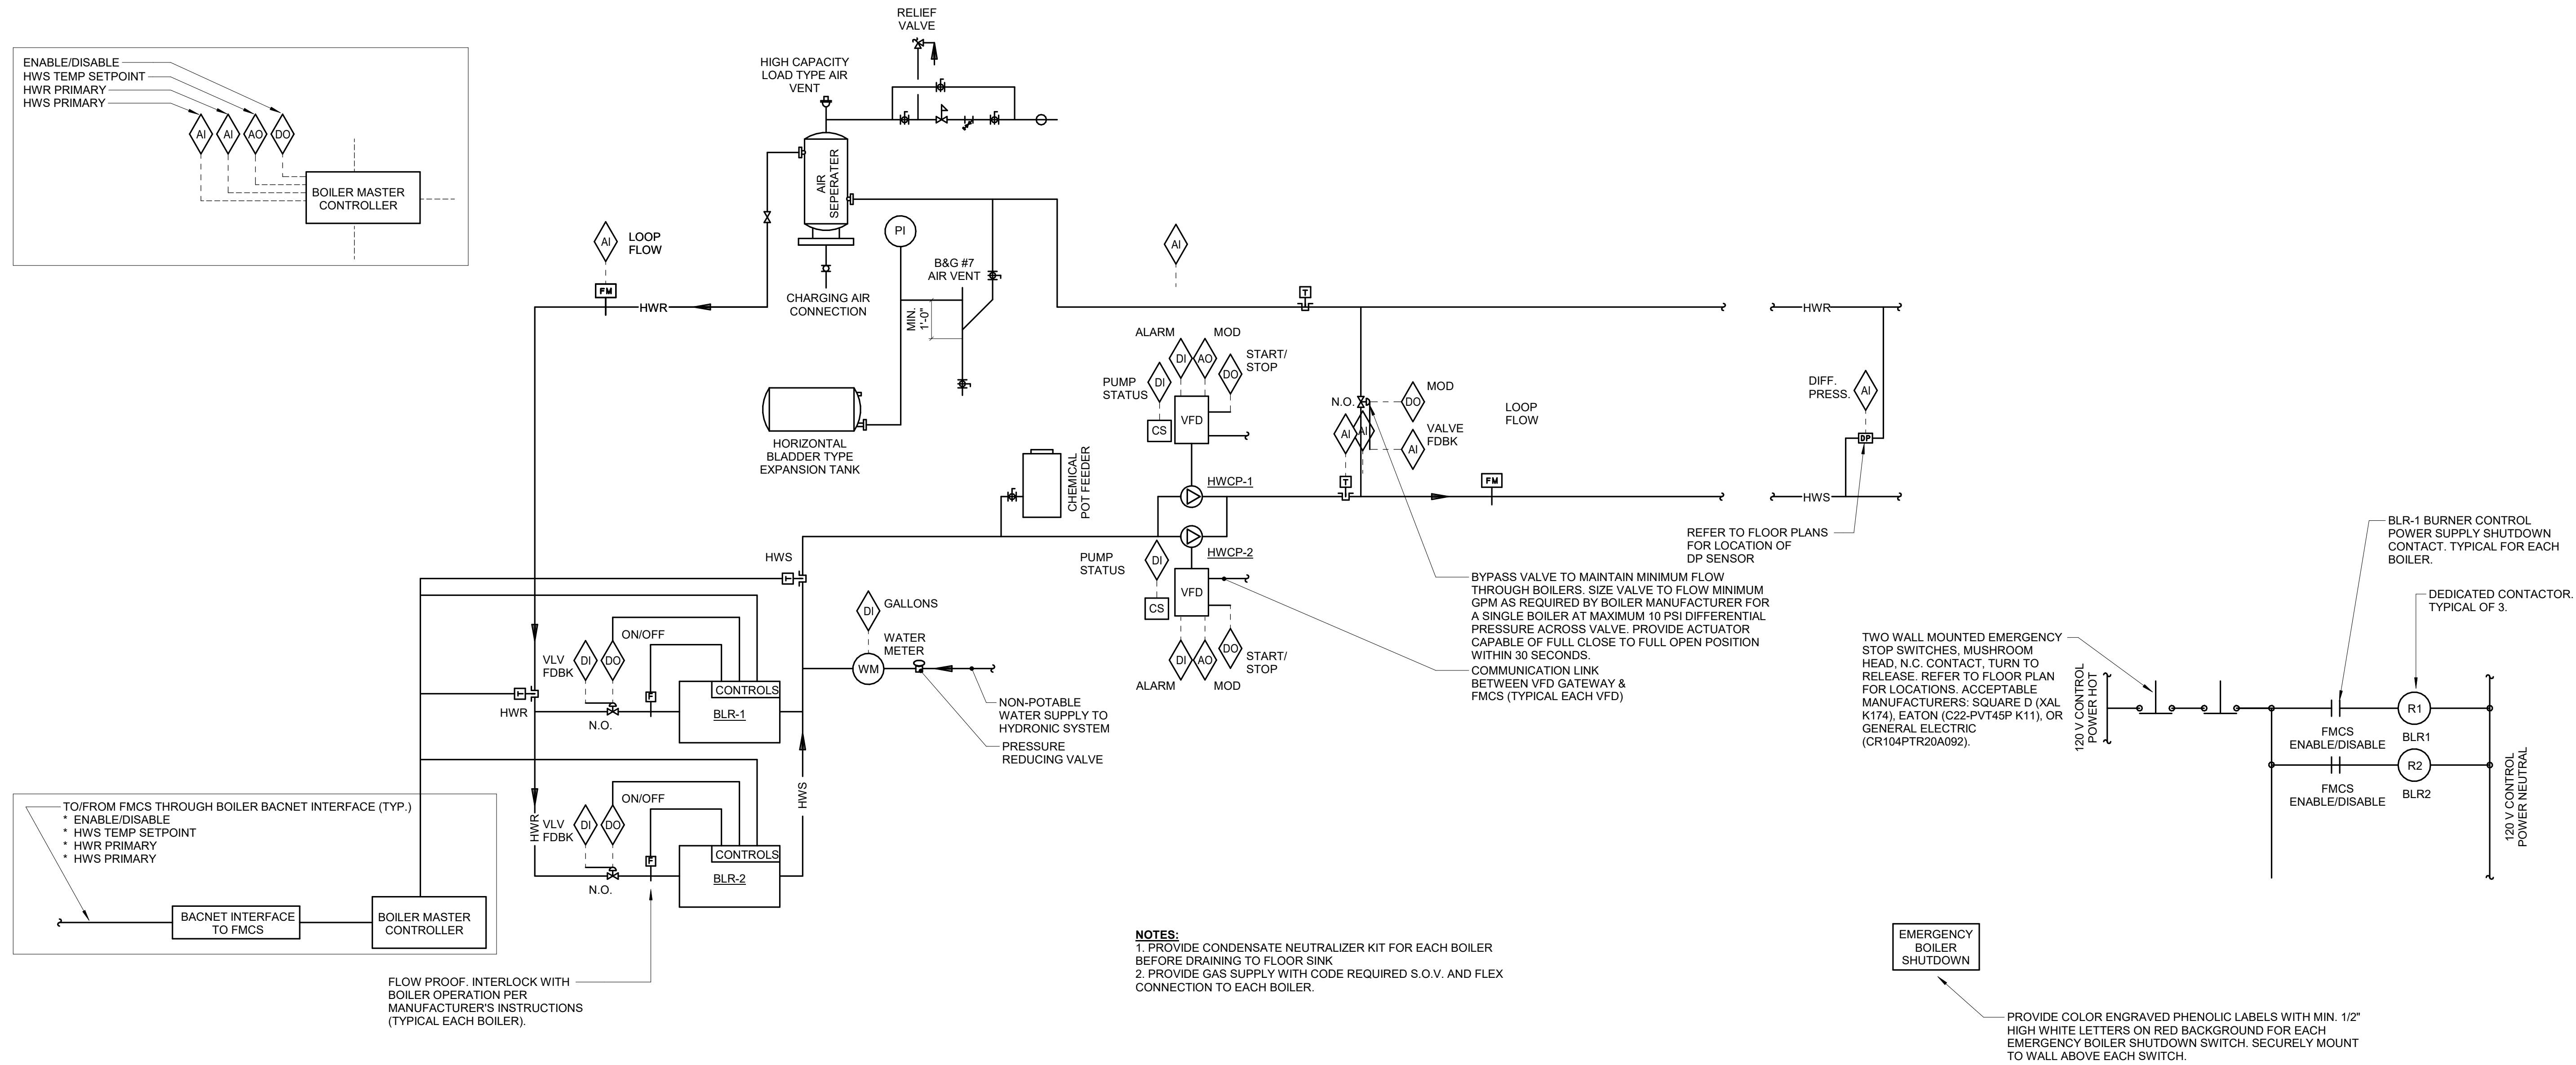 RELIEF
VALVE
HIGH CAPACITY
LOAD TYPE AIR
VENT
ENABLE/DISABLE
HWS TEMP SETPOINT
HWR PRIMARY
HWS PRIMARY
AI
AI
AO
DO
BOILER MASTER
CONTROLLER
AIR
SEPERATER
AI
LOOP
FLOW
FM
HWR
CHARGING AIR
CONNECTION
PI
B&G #7
AIR VENT
MIN.
1'-0"
HORIZONTAL
BLADDER TYPE
EXPANSION TANK
CHEMICAL
POT FEEDER
AI
T
ALARM
MOD
DI
AO
START/
STOP
DO
PUMP
STATUS
DI
VFD
CS
HWCP-1
HWCP-2
PUMP
STATUS
DI
VFD
CS
DI
AO
DO
START/
STOP
ALARM
MOD
N.O.
DO
MOD
AI
AI
AI
VALVE
FDBK
T
LOOP
FLOW
FM
HWR
DIFF.
PRESS.
AI
DP
HWS
REFER TO FLOOR PLANS
FOR LOCATION OF
DP SENSOR
BYPASS VALVE TO MAINTAIN MINIMUM FLOW
THROUGH BOILERS. SIZE VALVE TO FLOW MINIMUM
GPM AS REQUIRED BY BOILER MANUFACTURER FOR
A SINGLE BOILER AT MAXIMUM 10 PSI DIFFERENTIAL
PRESSURE ACROSS VALVE. PROVIDE ACTUATOR
CAPABLE OF FULL CLOSE TO FULL OPEN POSITION
WITHIN 30 SECONDS.
COMMUNICATION LINK
BETWEEN VFD GATEWAY &
FMCS (TYPICAL EACH VFD)
HWS
T
DI
GALLONS
WATER
METER
WM
NON-POTABLE
WATER SUPPLY TO
HYDRONIC SYSTEM
PRESSURE
REDUCING VALVE
T
HWR
ON/OFF
VLV
FDBK
DI
DO
F
N.O.
CONTROLS
BLR-1
HWS
HWR
ON/OFF
VLV
FDBK
DI
DO
F
N.O.
CONTROLS
BLR-2
TO/FROM FMCS THROUGH BOILER BACNET INTERFACE (TYP.)
* ENABLE/DISABLE
* HWS TEMP SETPOINT
* HWR PRIMARY
* HWS PRIMARY
BACNET INTERFACE
TO FMCS
BOILER MASTER
CONTROLLER
FLOW PROOF. INTERLOCK WITH
BOILER OPERATION PER
MANUFACTURER'S INSTRUCTIONS
(TYPICAL EACH BOILER).
NOTES:
1. PROVIDE CONDENSATE NEUTRALIZER KIT FOR EACH BOILER
BEFORE DRAINING TO FLOOR SINK
2. PROVIDE GAS SUPPLY WITH CODE REQUIRED S.O.V. AND FLEX
CONNECTION TO EACH BOILER.
BLR-1 BURNER CONTROL
POWER SUPPLY SHUTDOWN
CONTACT. TYPICAL FOR EACH
BOILER.
DEDICATED CONTACTOR.
TYPICAL OF 3.
TWO WALL MOUNTED EMERGENCY
STOP SWITCHES, MUSHROOM
HEAD, N.C. CONTACT, TURN TO
RELEASE. REFER TO FLOOR PLAN
FOR LOCATIONS. ACCEPTABLE
MANUFACTURERS: SQUARE D (XAL
K174), EATON (C22-PVT45P K11), OR
GENERAL ELECTRIC
(CR104PTR20A092).
120 V CONTROL
POWER HOT
FMCS
ENABLE/DISABLE
R1
BLR1
FMCS
ENABLE/DISABLE
R2
BLR2
120 V CONTROL
POWER NEUTRAL
EMERGENCY
BOILER
SHUTDOWN
PROVIDE COLOR ENGRAVED PHENOLIC LABELS WITH MIN. 1/2"
HIGH WHITE LETTERS ON RED BACKGROUND FOR EACH
EMERGENCY BOILER SHUTDOWN SWITCH. SECURELY MOUNT
TO WALL ABOVE EACH SWITCH.